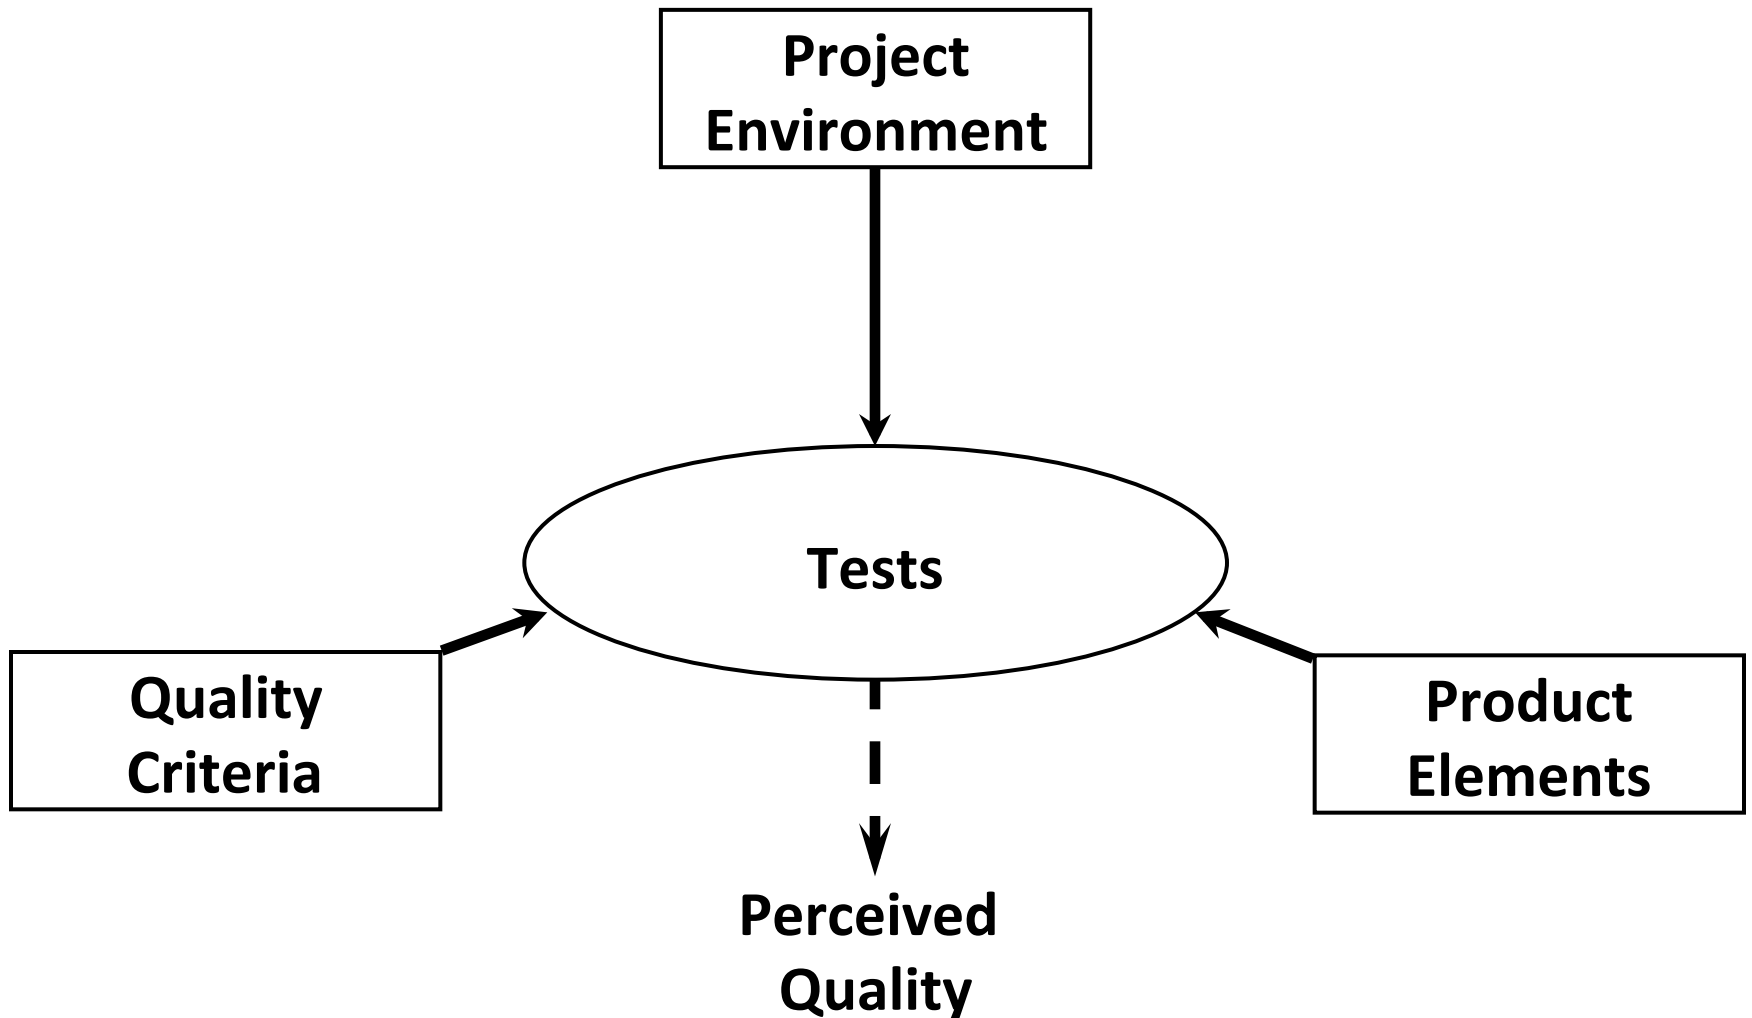 Project
Environment
Tests
Quality
Criteria
Product
Elements
Perceived
Quality